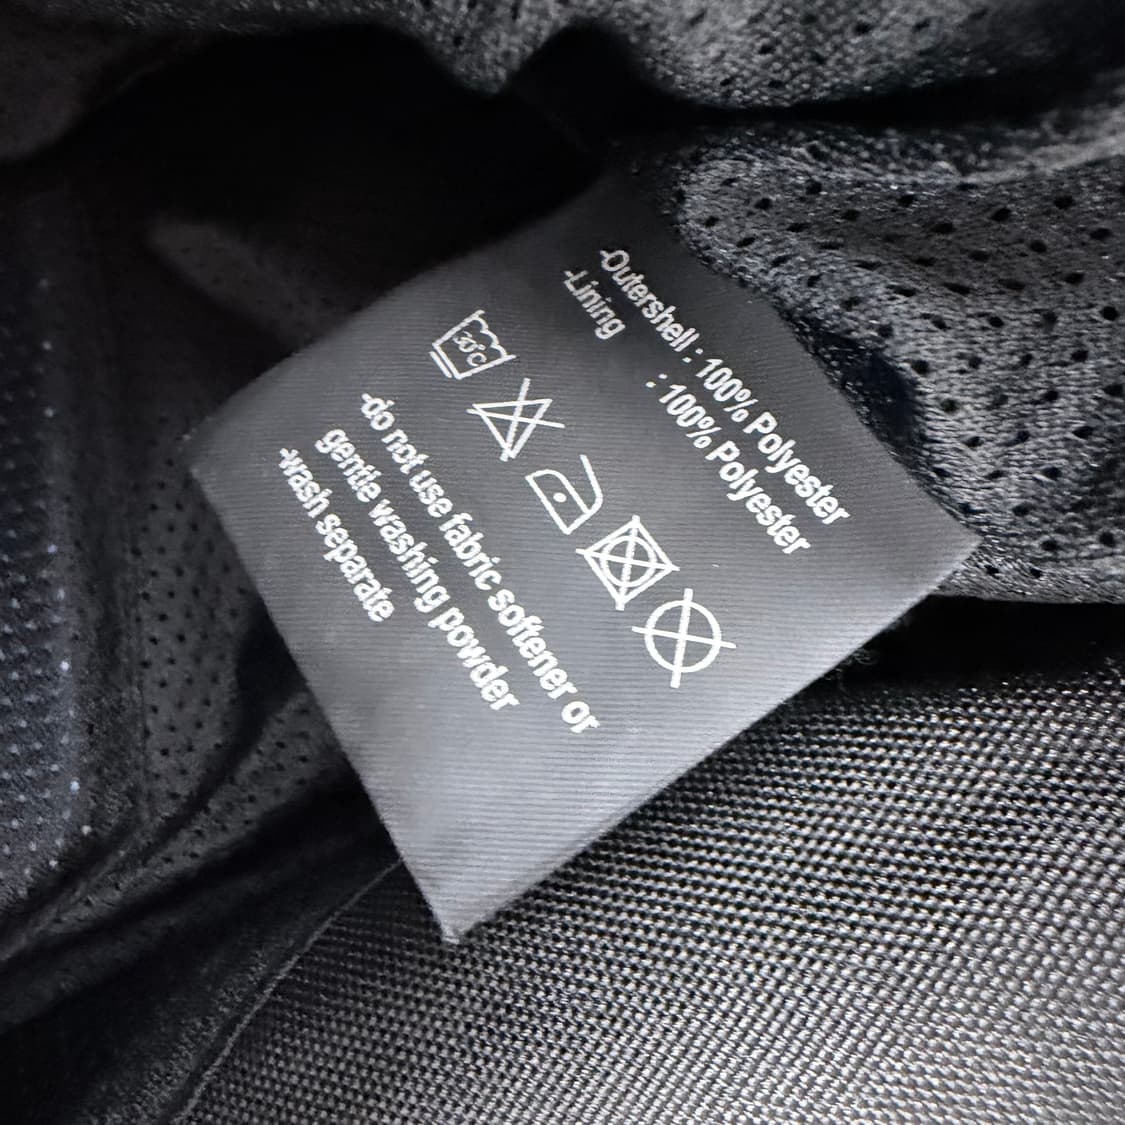 -Outershell : 100% Polyester
-Lining : 100% Polyester
30°C
-do not use fabric softener or
gentle washing powder
-wash separate